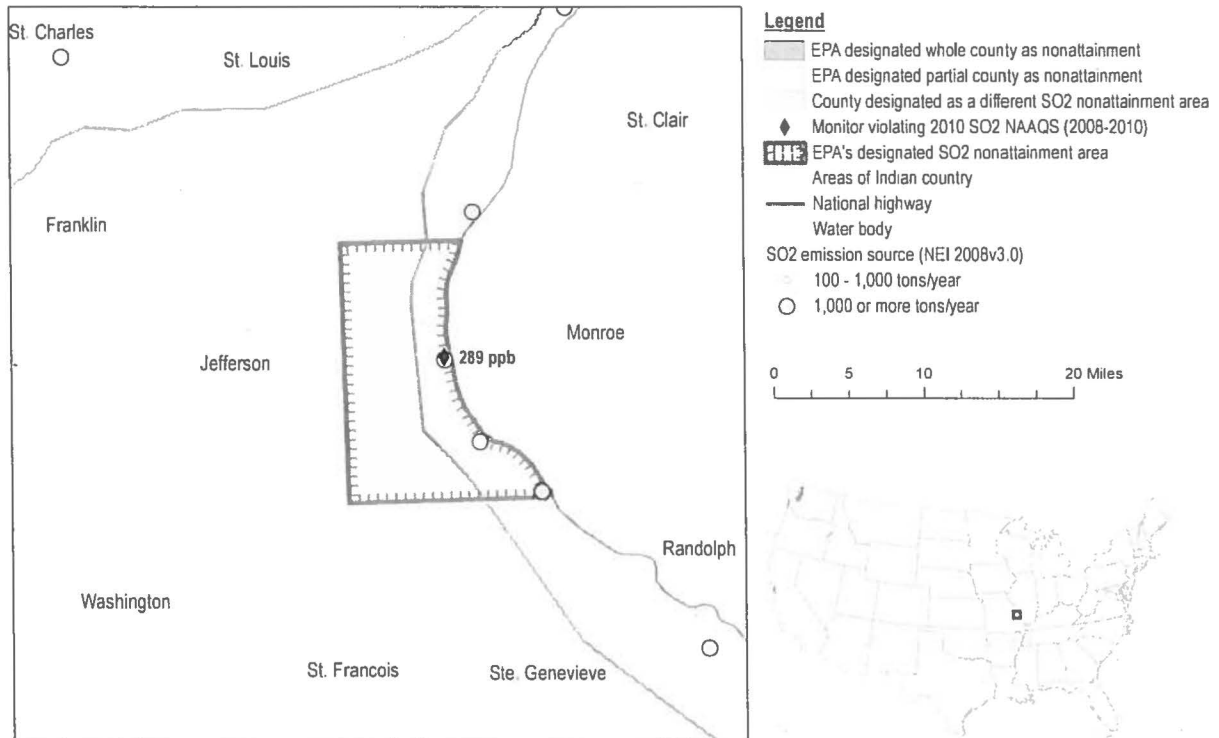 St. Charles
St. Louis
St. Clair
Franklin
Monroe
Jefferson
289 ppb
Randolph
Washington
St. Francois
Ste. Genevieve
Legend
EPA designated whole county as nonattainment
EPA designated partial county as nonattainment
County designated as a different SO2 nonattainment area
Monitor violating 2010 SO2 NAAQS (2008-2010)
EPA's designated SO2 nonattainment area
Areas of Indian country
National highway
Water body
SO2 emission source (NEI 2008v3.0)
100 - 1,000 tons/year
1,000 or more tons/year
0 5 10 20 Miles